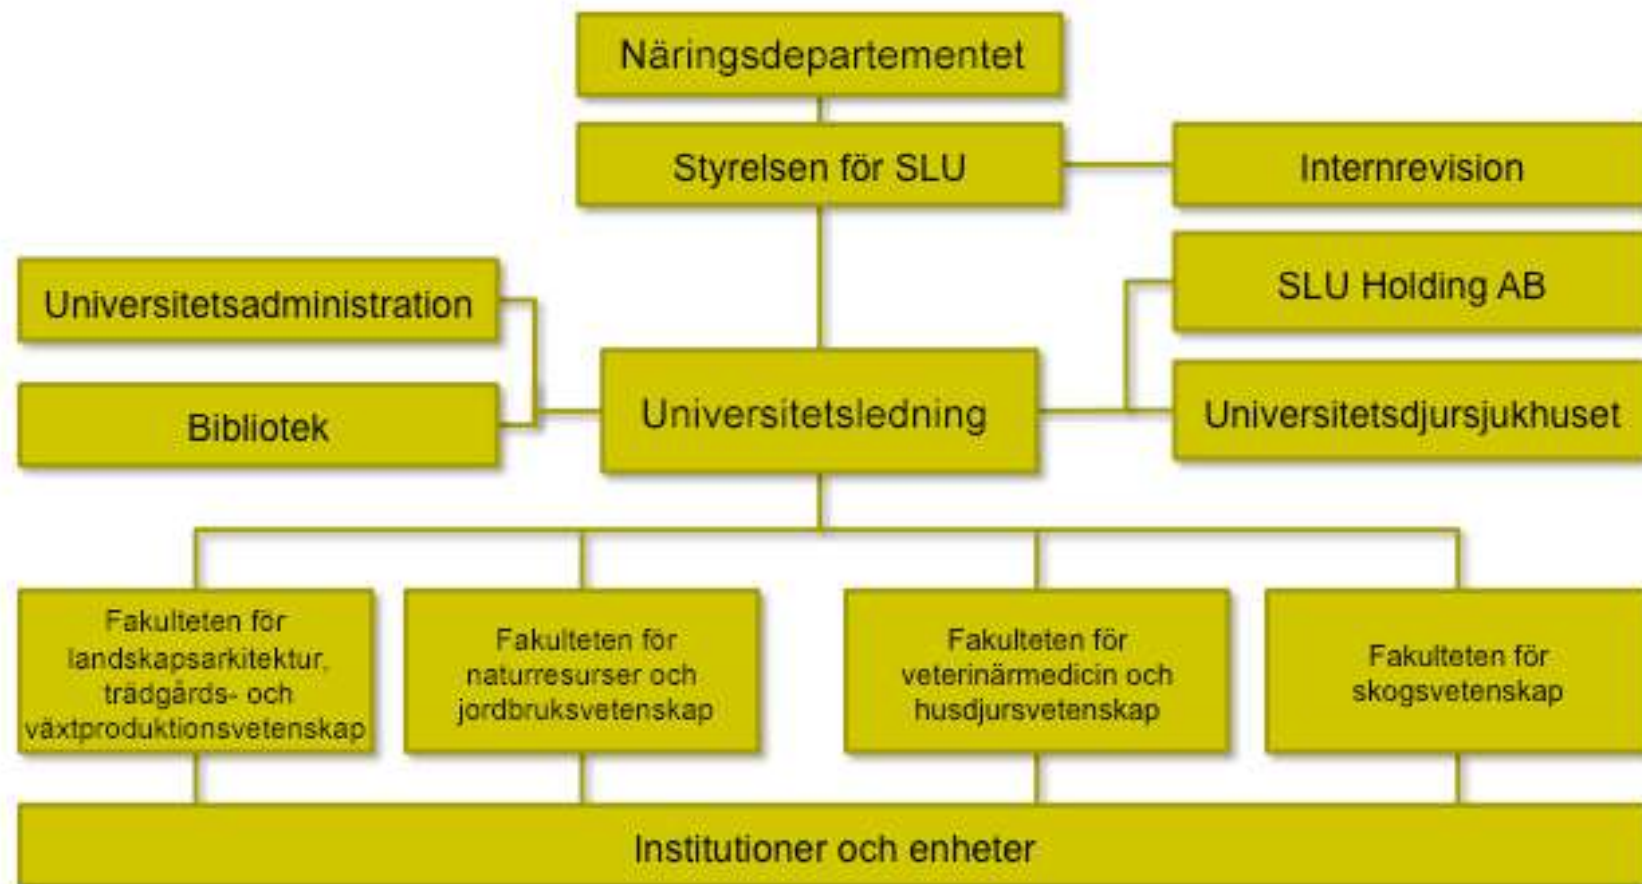 Näringsdepartementet
Styrelsen för SLU
Internrevision
Universitetsadministration
SLU Holding AB
Bibliotek
Universitetsledning
Universitetsdjursjukhuset
Fakulteten för
landskapsarkitektur,
trädgårds- och
växtproduktionsvetenskap
Fakulteten för
naturresurser och
jordbruksvetenskap
Fakulteten för
veterinärmedicin och
husdjursvetenskap
Fakulteten för
skogsvetenskap
Institutioner och enheter